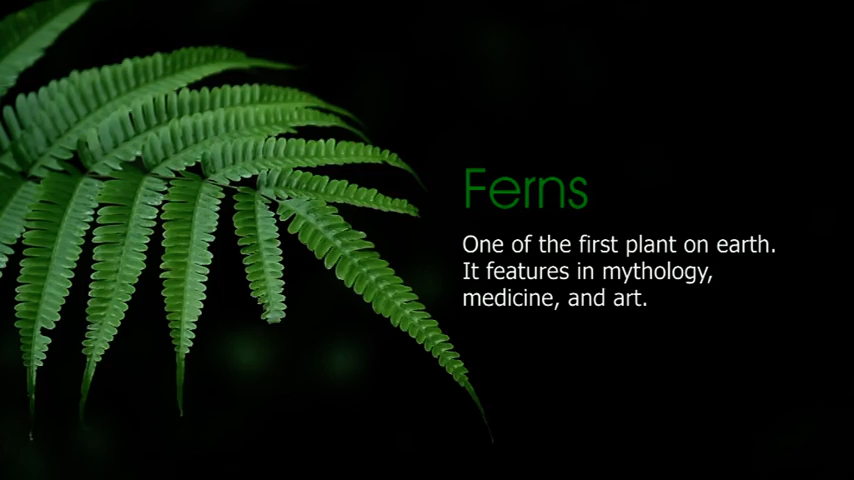 Ferns
One of the first plant on earth.
It features in mythology,
medicine, and art.